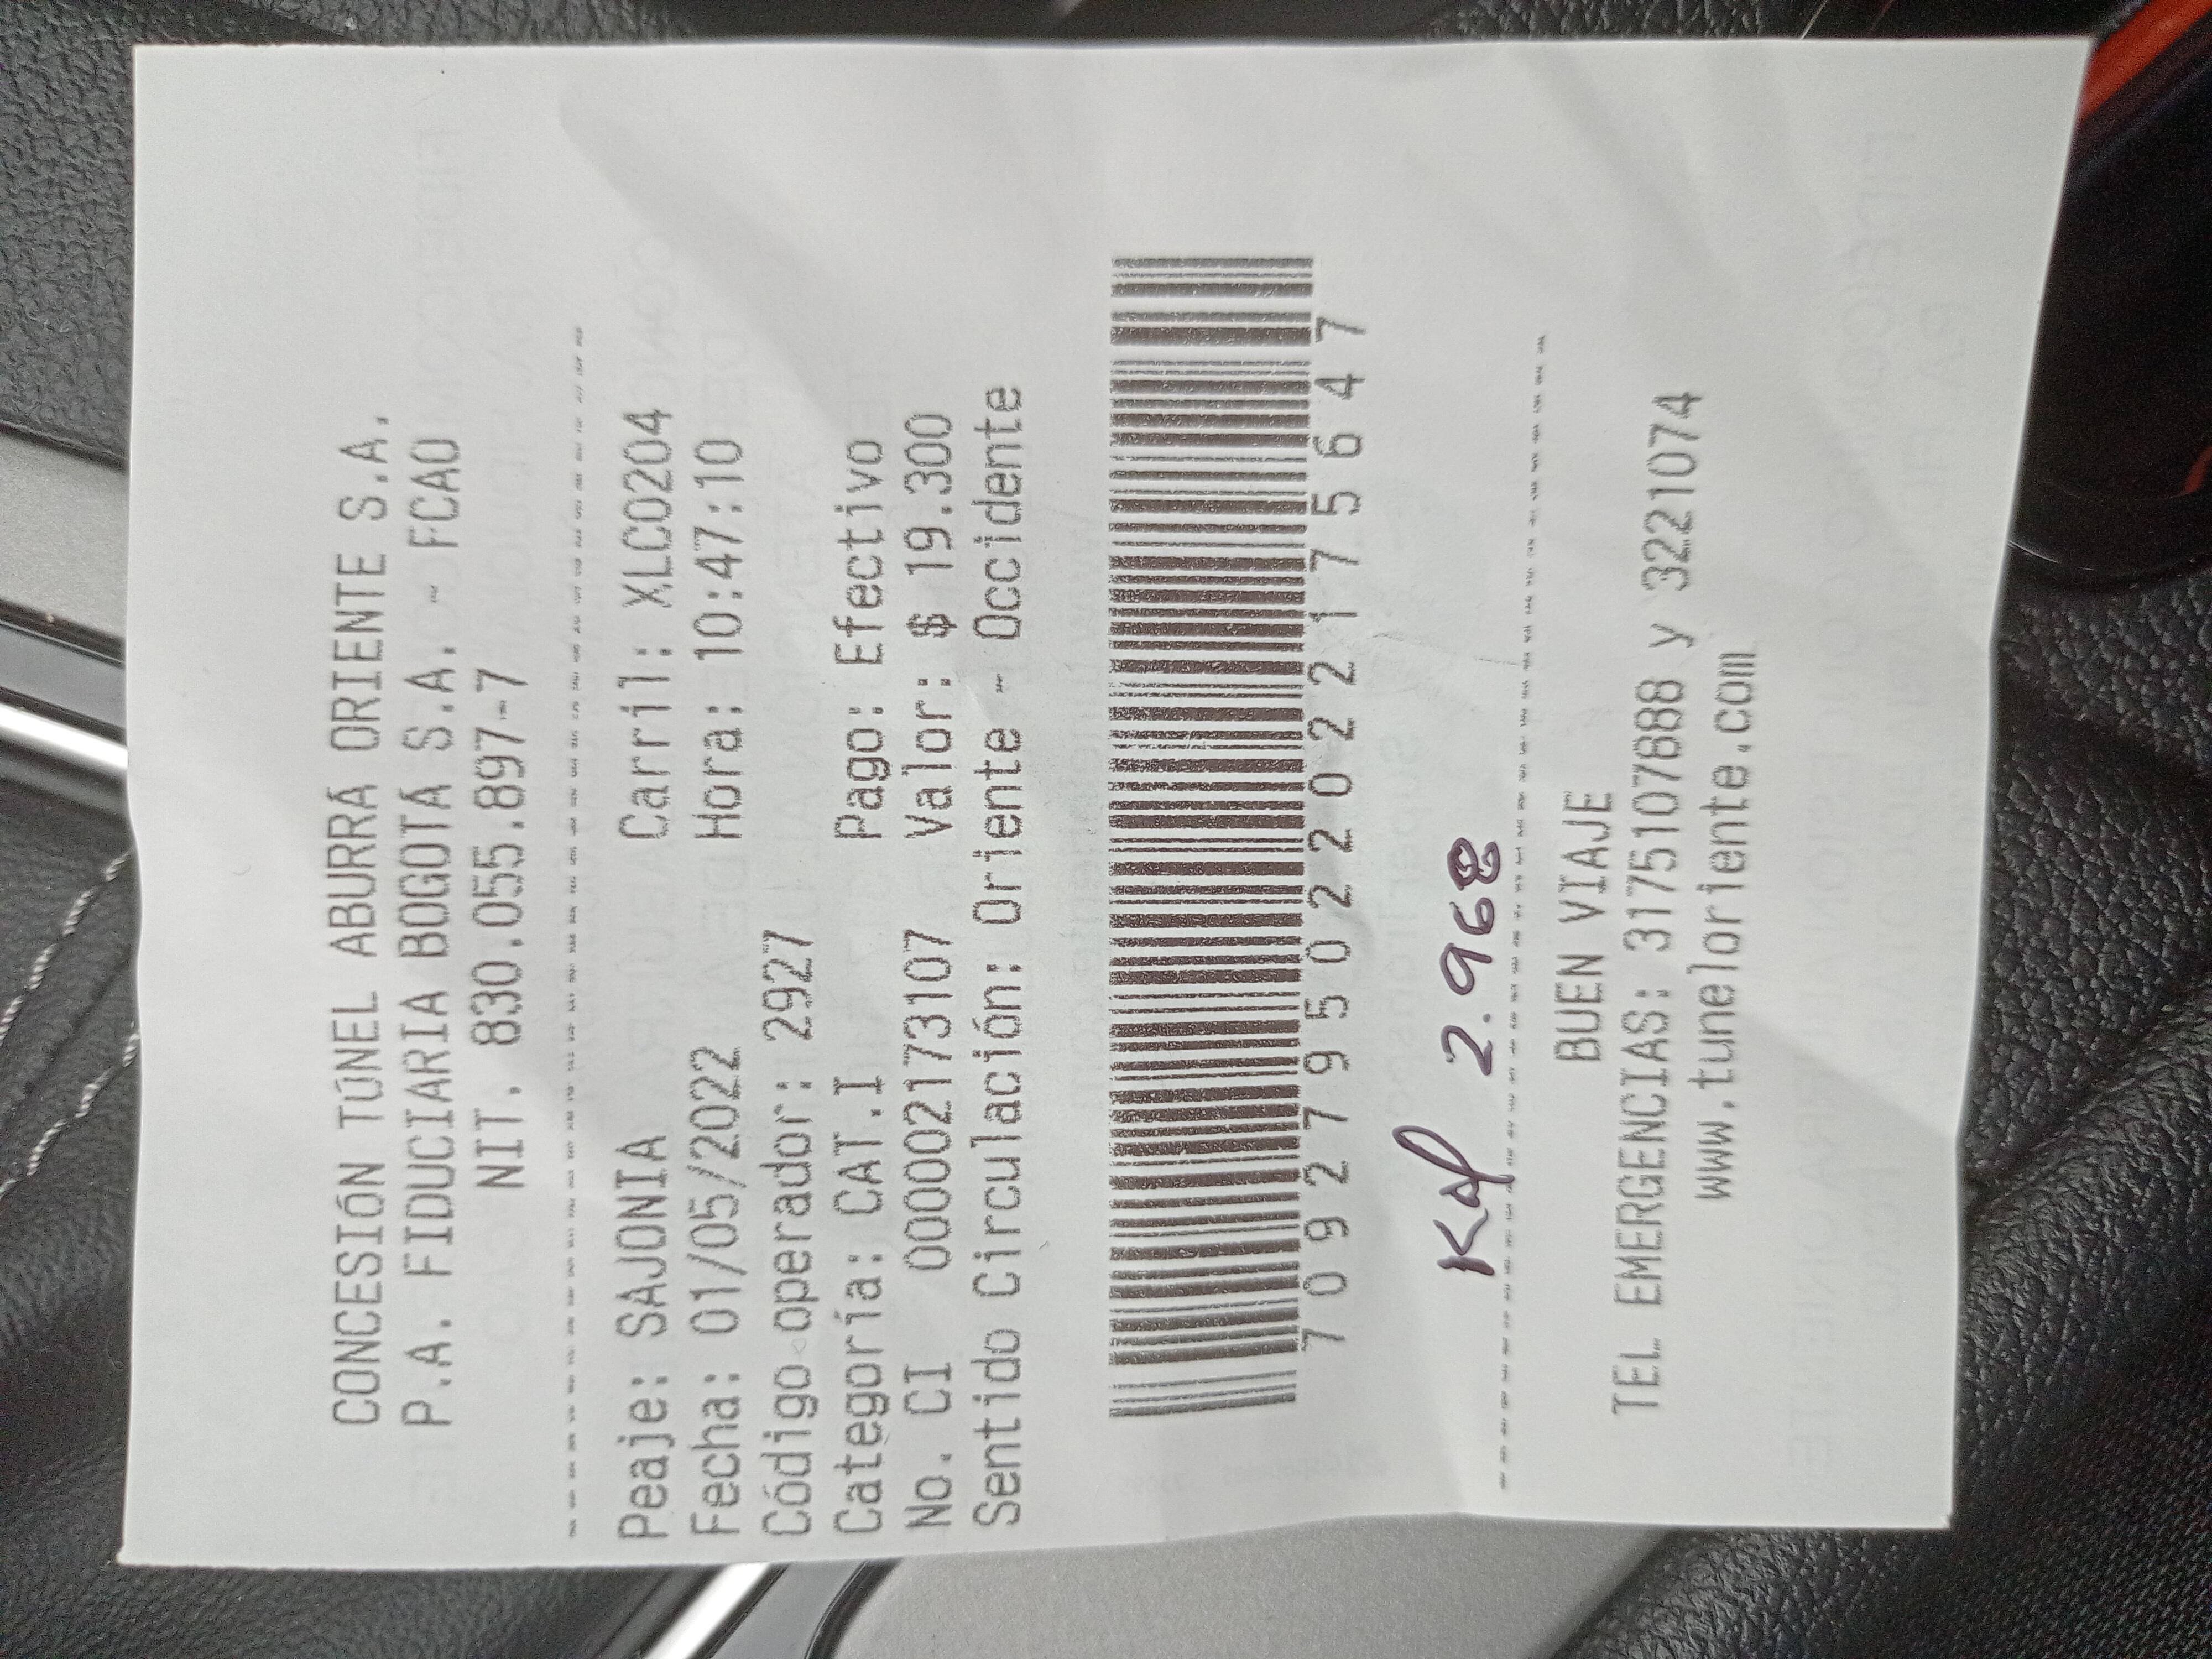 CONCESIÓN TÚNEL ABURRÁ ORIENTE S.A.
P.A. FIDUCIARIA BOGOTÁ S.A. - FCAO
NIT. 830.055.897-7
Peaje: SAJONIA Carril: XLC0204
Fecha: 01/05/2022 Hora: 10:47:10
Código operador: 2927
Categoría: CAT.I Pago: Efectivo
No. CI 00002173107 Valor: $ 19.300
Sentido Circulación: Oriente - Occidente
7092795022022175647
2.968
BUEN VIAJE
TEL EMERGENCIAS: 3175107888 y 3221074
www.tuneloriente.com